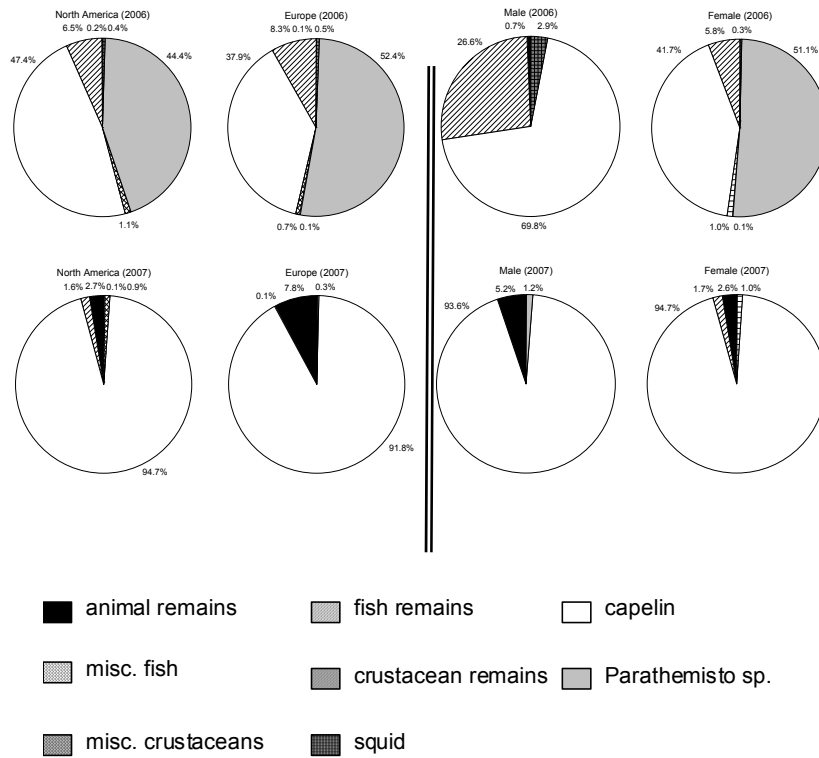 North America (2006) Europe (2006) Male (2006) Female (2006)
6.5% 0.2% 0.4% 8.3% 0.1% 0.5% 0.7% 2.9% 5.8% 0.3%
47.4% 44.4% 37.9% 52.4% 26.6% 41.7% 51.1%
1.1% 0.7% 0.1% 69.8% 1.0% 0.1%
North America (2007) Europe (2007) Male (2007) Female (2007)
1.6% 2.7% 0.1% 0.9% 0.1% 7.8% 0.3% 93.6% 5.2% 1.2% 94.7% 1.7% 2.6% 1.0%
94.7% 91.8%
animal remains fish remains capelin
misc. fish crustacean remains Parathemisto sp.
misc. crustaceans squid